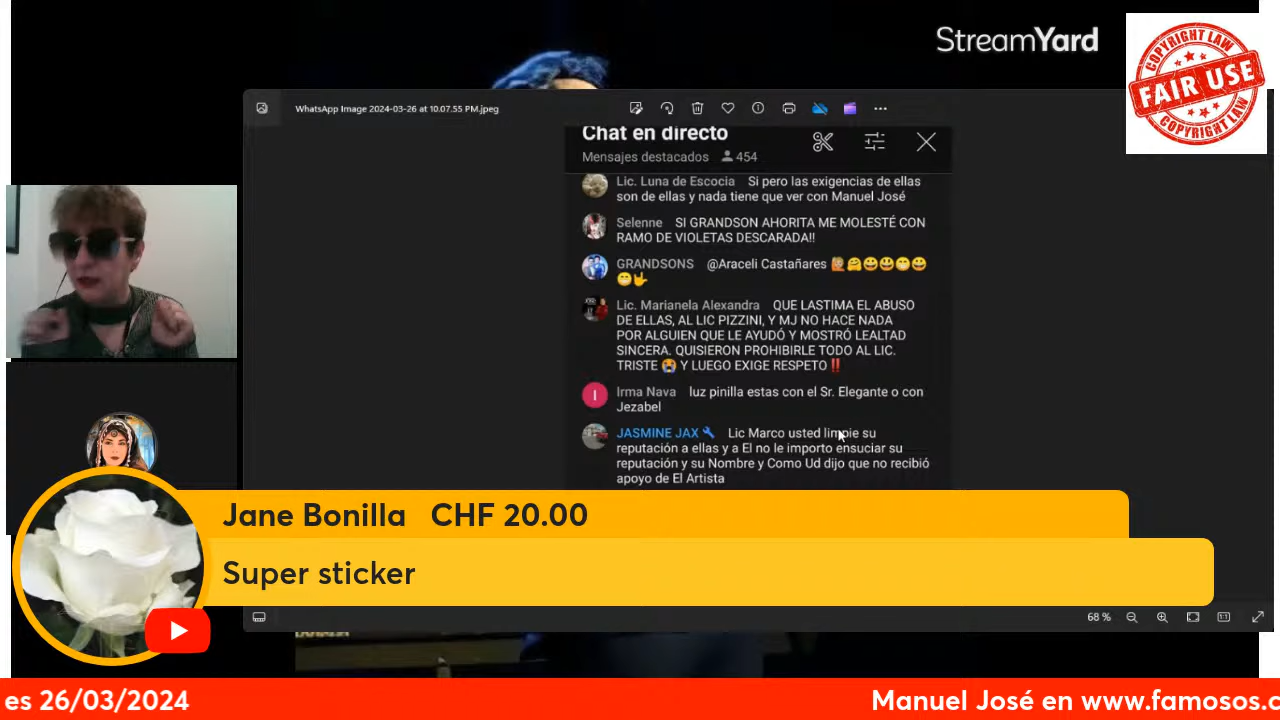 StreamYard
COPYRIGHT LAW
FAIR USE
COPYRIGHT LAW
WhatsApp Image 2024-03-26 at 10.07.55 PM.jpeg
Chat en directo
Mensajes destacados 454
Lic. Luna de Escocia Si pero las exigencias de ellas
son de ellas y nada tiene que ver con Manuel José
Selenne SI GRANDSON AHORITA ME MOLESTÉ CON
RAMO DE VIOLETAS DESCARADA!!
GRANDSONS @Araceli Castañares 🙋🤗😃😃😁😀
😁🤟
Lic. Marianela Alexandra QUE LASTIMA EL ABUSO
DE ELLAS, AL LIC PIZZINI, Y MJ NO HACE NADA
POR ALGUIEN QUE LE AYUDÓ Y MOSTRÓ LEALTAD
SINCERA. QUISIERON PROHIBIRLE TODO AL LIC.
TRISTE 😭 Y LUEGO EXIGE RESPETO ‼️
I
Irma Nava luz pinilla estas con el Sr. Elegante o con
Jezabel
JASMINE JAX Lic Marco usted limpie su
reputación a ellas y a El no le importo ensuciar su
reputación y su Nombre y Como Ud dijo que no recibió
apoyo de El Artista
Jane Bonilla CHF 20.00
Super sticker
68 %
1:1
es 26/03/2024
Manuel José en www.famosos.c